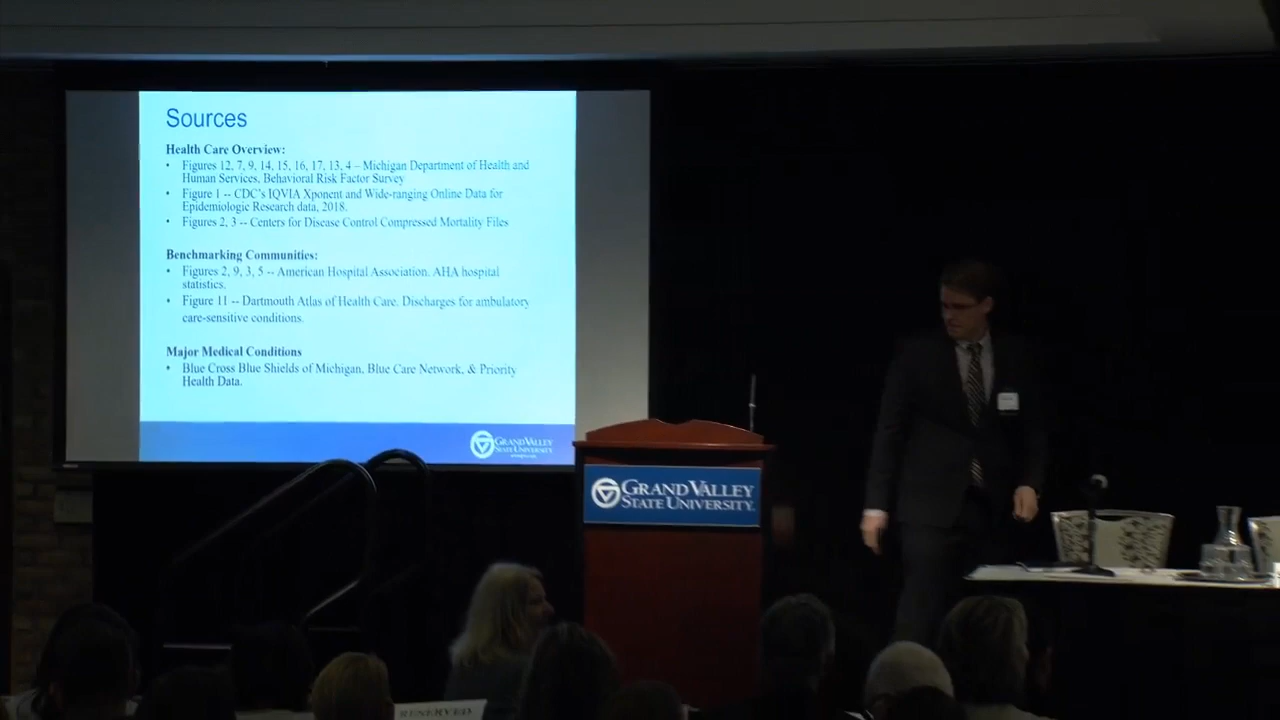 Sources
Health Care Overview:
• Figures 12, 7, 9, 14, 15, 16, 17, 13, 4 – Michigan Department of Health and
Human Services, Behavioral Risk Factor Survey
• Figure 1 -- CDC's IQVIA Xponent and Wide-ranging Online Data for
Epidemiologic Research data, 2018.
• Figures 2, 3 -- Centers for Disease Control Compressed Mortality Files
Benchmarking Communities:
• Figures 2, 9, 3, 5 -- American Hospital Association. AHA hospital
statistics.
• Figure 11 -- Dartmouth Atlas of Health Care. Discharges for ambulatory
care-sensitive conditions.
Major Medical Conditions
• Blue Cross Blue Shields of Michigan, Blue Care Network, & Priority
Health Data.
GRAND VALLEY
STATE UNIVERSITY
GRAND VALLEY
STATE UNIVERSITY.
RESERVED